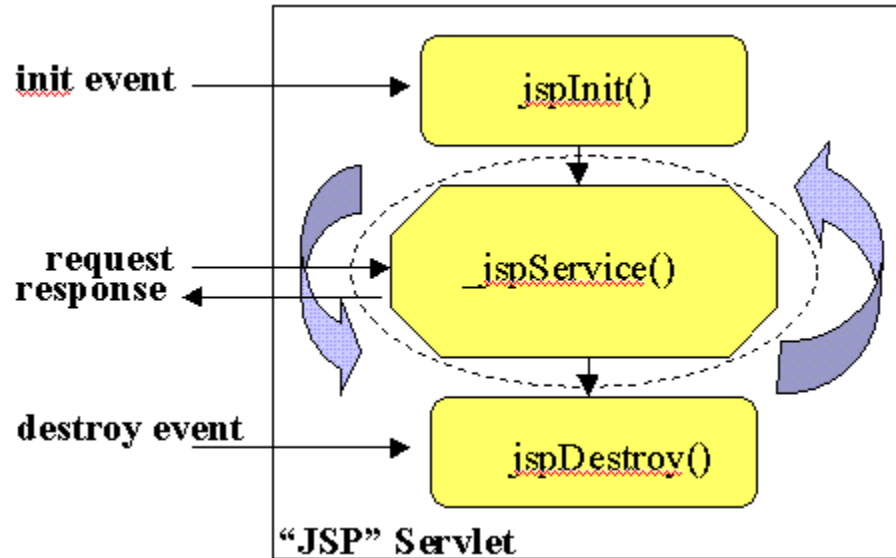 init event
jspInit()
request
response
_jspService()
destroy event
jspDestroy()
“JSP” Servlet